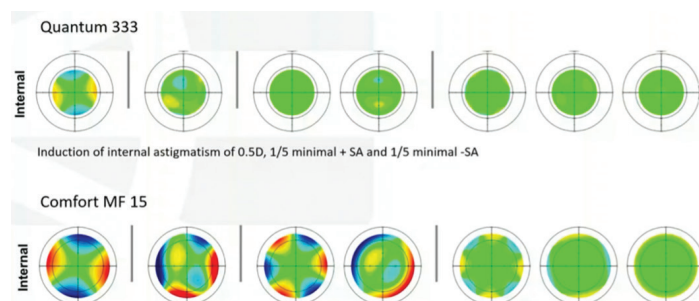 Quantum 333
Internal
Induction of internal astigmatism of 0.5D, 1/5 minimal + SA and 1/5 minimal -SA
Comfort MF 15
Internal